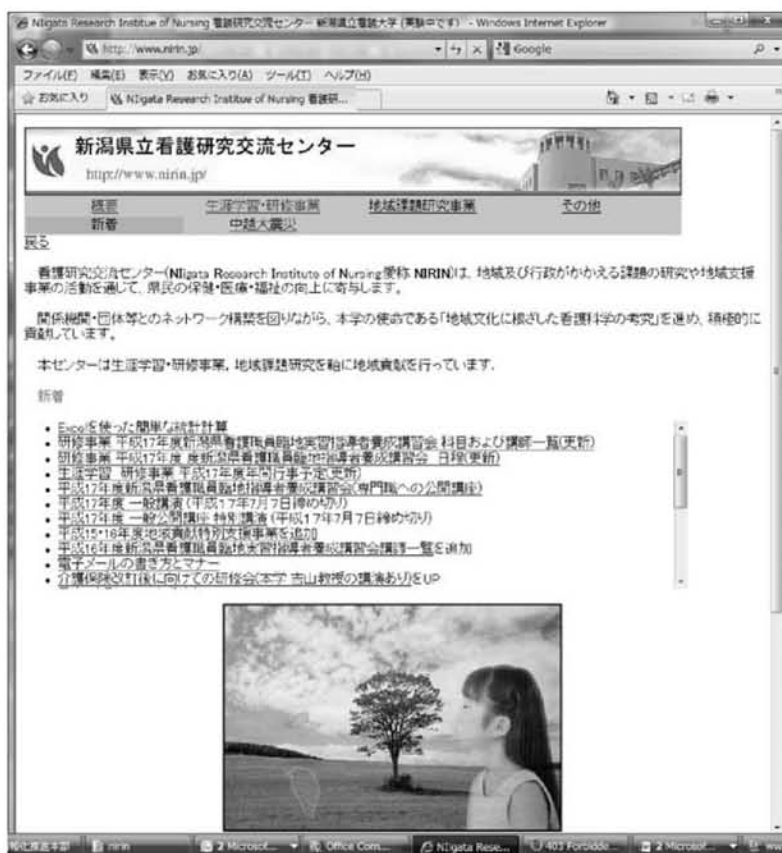 NIigata Research Institue of Nursing 看護研究交流センター 新潟県立看護大学 (実験中です) - Windows Internet Explorer
http://www.nirin.jp/
Google
ファイル(F) 編集(E) 表示(V) お気に入り(A) ツール(T) ヘルプ(H)
お気に入り NIigata Research Institue of Nursing 看護研...
新潟県立看護研究交流センター
http://www.nirin.jp/
概要 生涯学習・研修事業 地域課題研究事業 その他
新着 中越大震災
戻る
看護研究交流センター(NIigata Research Institute of Nursing愛称 NIRIN)は、地域及び行政がかかえる課題の研究や地域支援
事業の活動を通じて、県民の保健・医療・福祉の向上に寄与します。
関係機関・団体等とのネットワーク構築を図りながら、本学の使命である「地域文化に根ざした看護科学の考究」を進め、積極的に
貢献しています。
本センターは生涯学習・研修事業, 地域課題研究を軸に地域貢献を行っています.
新着
Excelを使った簡単な統計計算
研修事業 平成17年度新潟県看護職員臨地実習指導者養成講習会 科目および講師一覧(更新)
研修事業 平成17年度 度新潟県看護職員臨地実習指導者養成講習会 日程(更新)
生涯学習 研修事業 平成17年度年間行事予定(更新)
平成17年度新潟県看護職員臨地指導者養成講習会(専門職への公開講座)
平成17年度 一般講演 (平成17年7月7日締め切り)
平成17年度 一般公開講座 特別講演 (平成17年7月7日締め切り)
平成15・16年度地域貢献特別支援事業を追加
平成16年度新潟県看護職員臨地実習指導者養成講習会講師一覧を追加
電子メールの書き方とマナー
介護保険改訂後に向けての研修会(本学 吉山教授の講演あり)をUP
報化推進本部 nirin 2 Microsof... Office Com... NIigata Rese... 403 Forbidde... 2 Microsof...